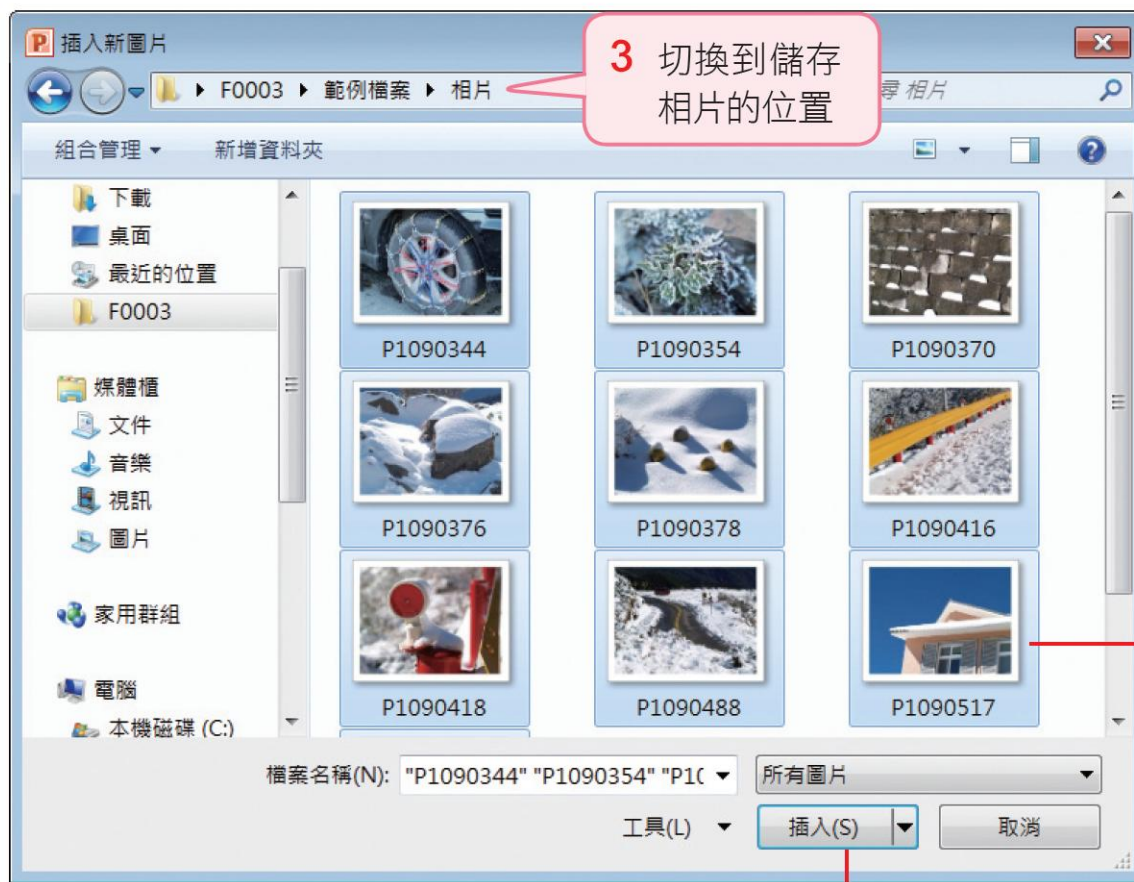 插入新圖片
3 切換到儲存
相片的位置
F0003 ▸ 範例檔案 ▸ 相片
尋 相片
組合管理 新增資料夾
下載
桌面
最近的位置
F0003
媒體櫃
文件
音樂
視訊
圖片
家用群組
電腦
本機磁碟 (C:)
P1090344 P1090354 P1090370
P1090376 P1090378 P1090416
P1090418 P1090488 P1090517
檔案名稱(N): "P1090344" "P1090354" "P1( 所有圖片
工具(L) 插入(S) 取消